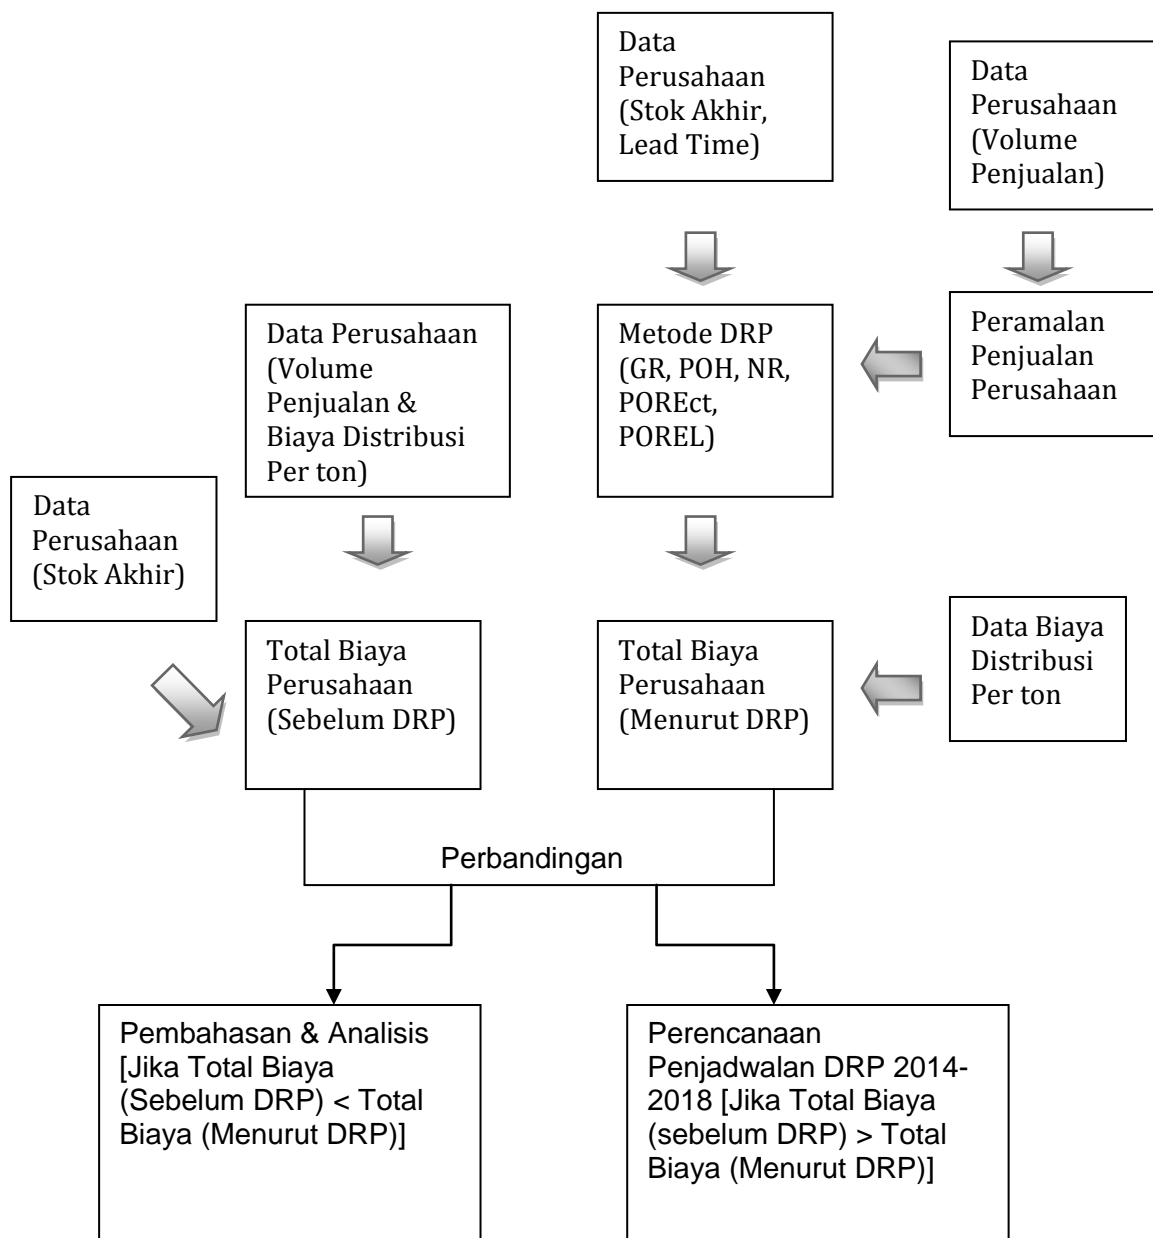 Data
Perusahaan
(Stok Akhir,
Lead Time)
Data
Perusahaan
(Volume
Penjualan)
Data Perusahaan
(Volume
Penjualan &
Biaya Distribusi
Per ton)
Metode DRP
(GR, POH, NR,
POREct,
POREL)
Peramalan
Penjualan
Perusahaan
Data
Perusahaan
(Stok Akhir)
Total Biaya
Perusahaan
(Sebelum DRP)
Total Biaya
Perusahaan
(Menurut DRP)
Data Biaya
Distribusi
Per ton
Perbandingan
Pembahasan & Analisis
[Jika Total Biaya
(Sebelum DRP) < Total
Biaya (Menurut DRP)]
Perencanaan
Penjadwalan DRP 2014-
2018 [Jika Total Biaya
(sebelum DRP) > Total
Biaya (Menurut DRP)]